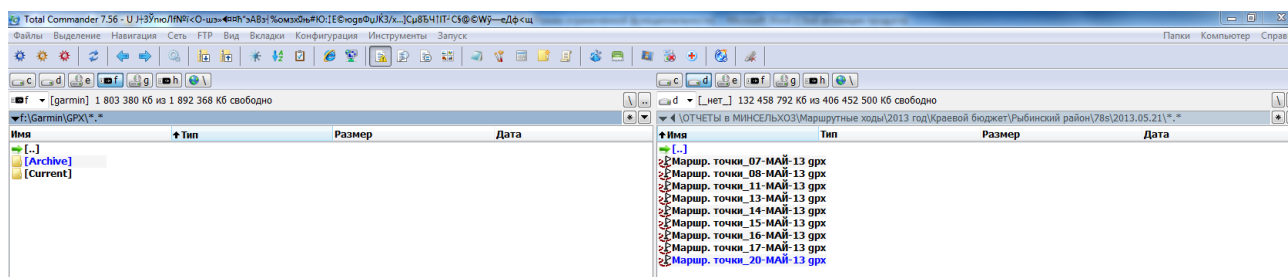 Total Commander 7.56 -
Файлы Выделение Навигация Сеть FTP Вид Вкладки Конфигурация Инструменты Запуск Папки Компьютер Справ
c d e f g h \ c d e f g h \
f [garmin] 1 803 380 Кб из 1 892 368 Кб свободно \ .. d [_нет_] 132 458 792 Кб из 406 452 500 Кб свободно \
f:\Garmin\GPX\*.* * \ОТЧЕТЫ в МИНСЕЛЬХОЗ\Маршрутные ходы\2013 год\Краевой бюджет\Рыбинский район\78s\2013.05.21\*.* *
Имя Тип Размер Дата Имя Тип Размер Дата
[..] [..]
[Archive] Маршр. точки_07-МАЙ-13 gpx
[Current] Маршр. точки_08-МАЙ-13 gpx
Маршр. точки_11-МАЙ-13 gpx
Маршр. точки_13-МАЙ-13 gpx
Маршр. точки_14-МАЙ-13 gpx
Маршр. точки_15-МАЙ-13 gpx
Маршр. точки_16-МАЙ-13 gpx
Маршр. точки_17-МАЙ-13 gpx
Маршр. точки_20-МАЙ-13 gpx